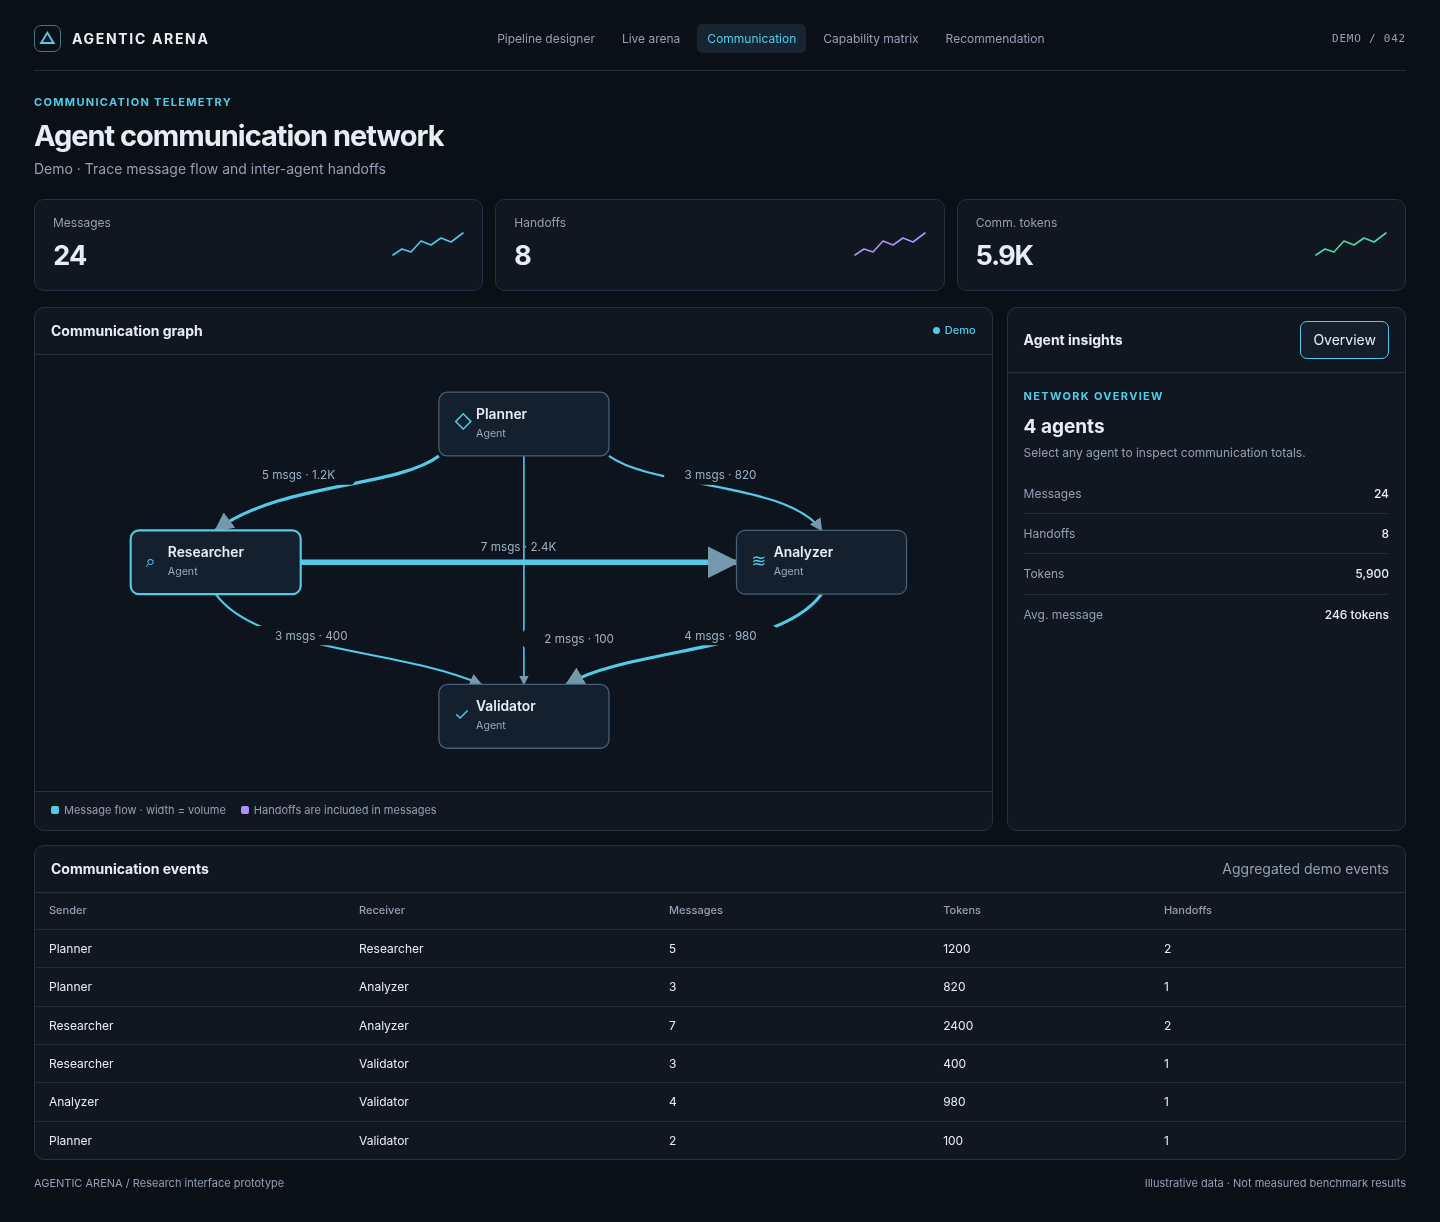 AGENTIC ARENA
Pipeline designer Live arena Communication Capability matrix Recommendation
DEMO / 042
COMMUNICATION TELEMETRY
Agent communication network
Demo · Trace message flow and inter-agent handoffs
Messages
24
Handoffs
8
Comm. tokens
5.9K
Communication graph
Demo
Planner
Agent
5 msgs · 1.2K
3 msgs · 820
7 msgs · 2.4K
Researcher
Agent
Analyzer
Agent
3 msgs · 400
2 msgs · 100
4 msgs · 980
Validator
Agent
Message flow · width = volume
Handoffs are included in messages
Agent insights
Overview
NETWORK OVERVIEW
4 agents
Select any agent to inspect communication totals.
Messages 24
Handoffs 8
Tokens 5,900
Avg. message 246 tokens
Communication events
Aggregated demo events
Sender Receiver Messages Tokens Handoffs
Planner Researcher 5 1200 2
Planner Analyzer 3 820 1
Researcher Analyzer 7 2400 2
Researcher Validator 3 400 1
Analyzer Validator 4 980 1
Planner Validator 2 100 1
AGENTIC ARENA / Research interface prototype
Illustrative data · Not measured benchmark results